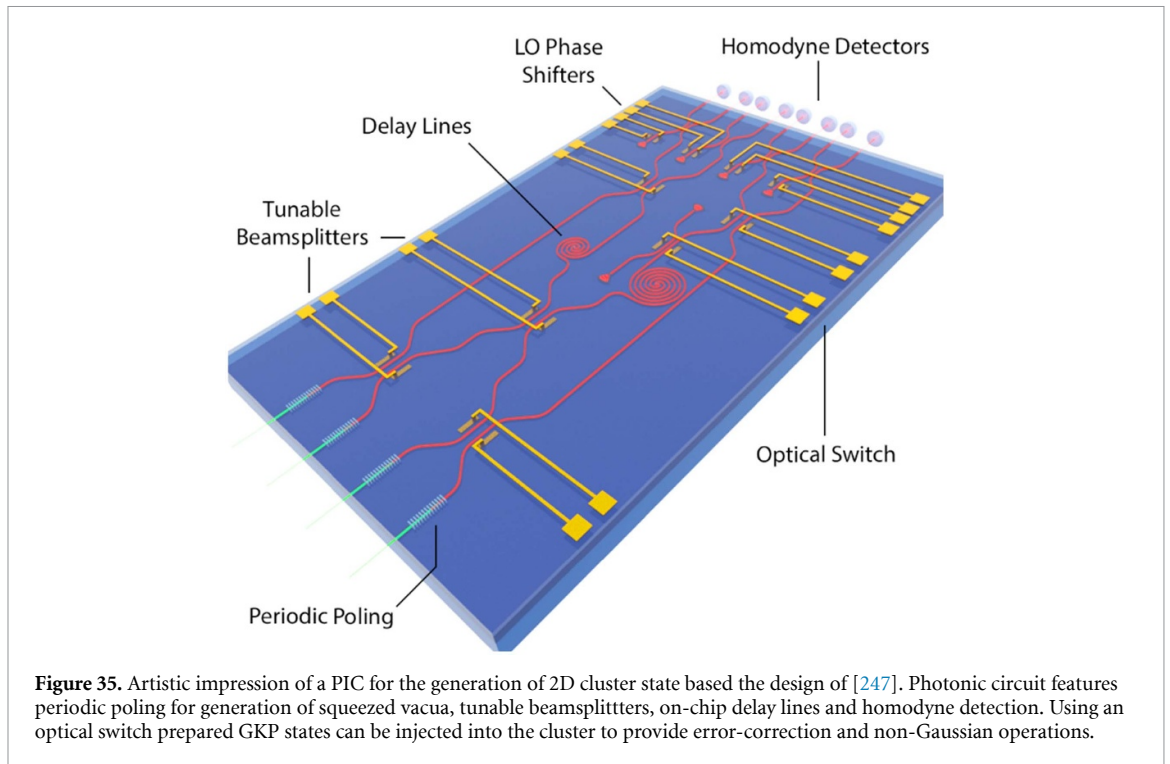 LO Phase
Shifters
Homodyne Detectors
Delay Lines
Tunable
Beamsplitters
Optical Switch
Periodic Poling
Figure 35. Artistic impression of a PIC for the generation of 2D cluster state based the design of [247]. Photonic circuit features
periodic poling for generation of squeezed vacua, tunable beamsplittters, on-chip delay lines and homodyne detection. Using an
optical switch prepared GKP states can be injected into the cluster to provide error-correction and non-Gaussian operations.